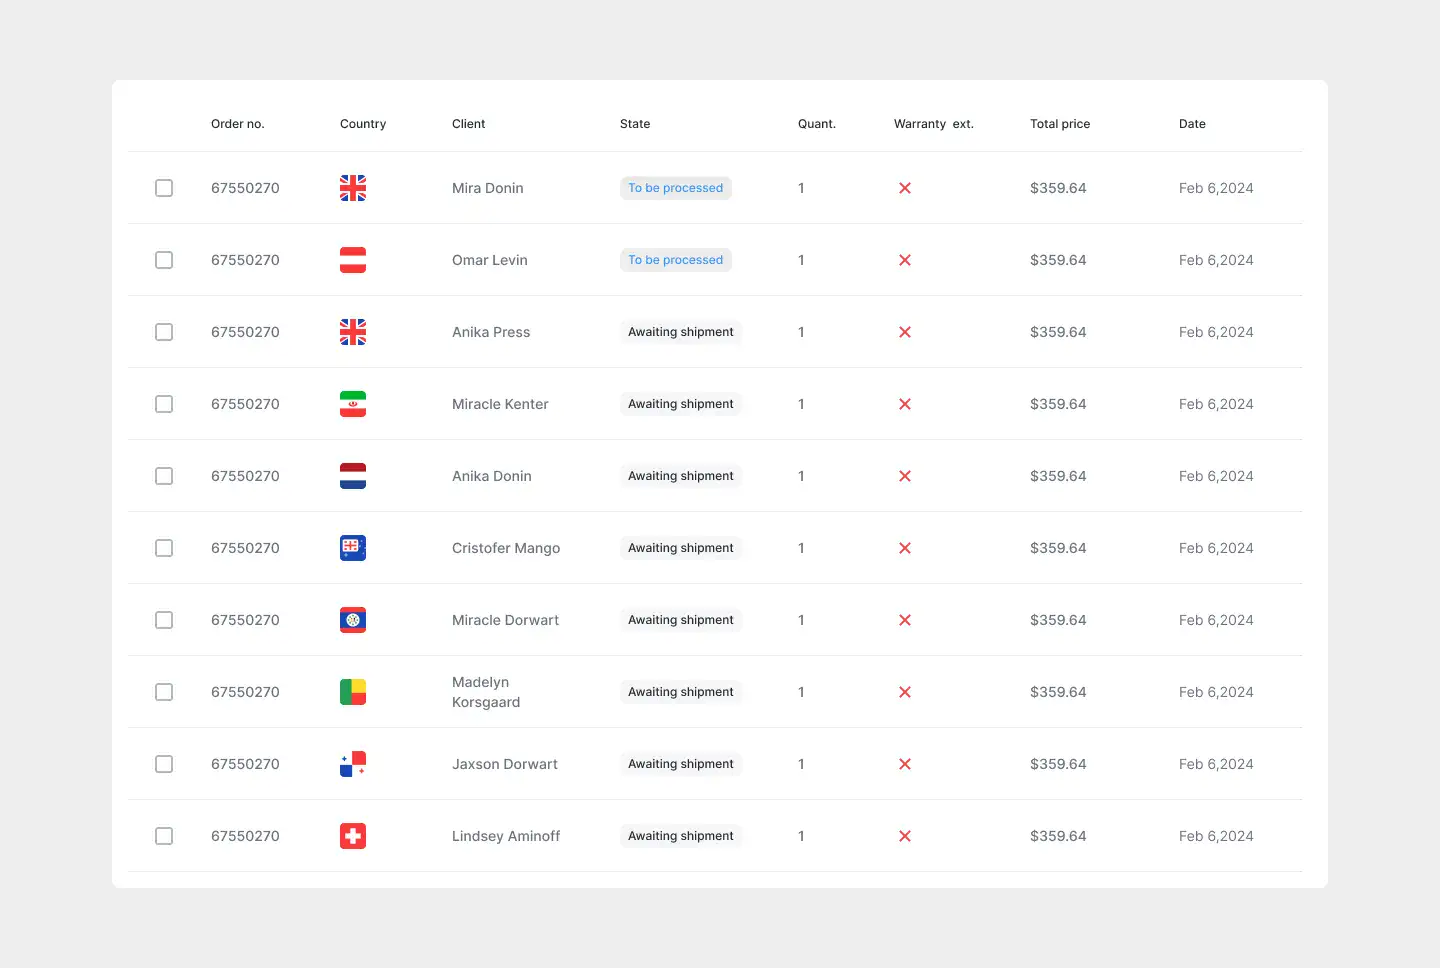 Order no. Country Client State Quant. Warranty ext. Total price Date
67550270 Mira Donin To be processed 1 $359.64 Feb 6,2024
67550270 Omar Levin To be processed 1 $359.64 Feb 6,2024
67550270 Anika Press Awaiting shipment 1 $359.64 Feb 6,2024
67550270 Miracle Kenter Awaiting shipment 1 $359.64 Feb 6,2024
67550270 Anika Donin Awaiting shipment 1 $359.64 Feb 6,2024
67550270 Cristofer Mango Awaiting shipment 1 $359.64 Feb 6,2024
67550270 Miracle Dorwart Awaiting shipment 1 $359.64 Feb 6,2024
67550270 Madelyn Korsgaard Awaiting shipment 1 $359.64 Feb 6,2024
67550270 Jaxson Dorwart Awaiting shipment 1 $359.64 Feb 6,2024
67550270 Lindsey Aminoff Awaiting shipment 1 $359.64 Feb 6,2024